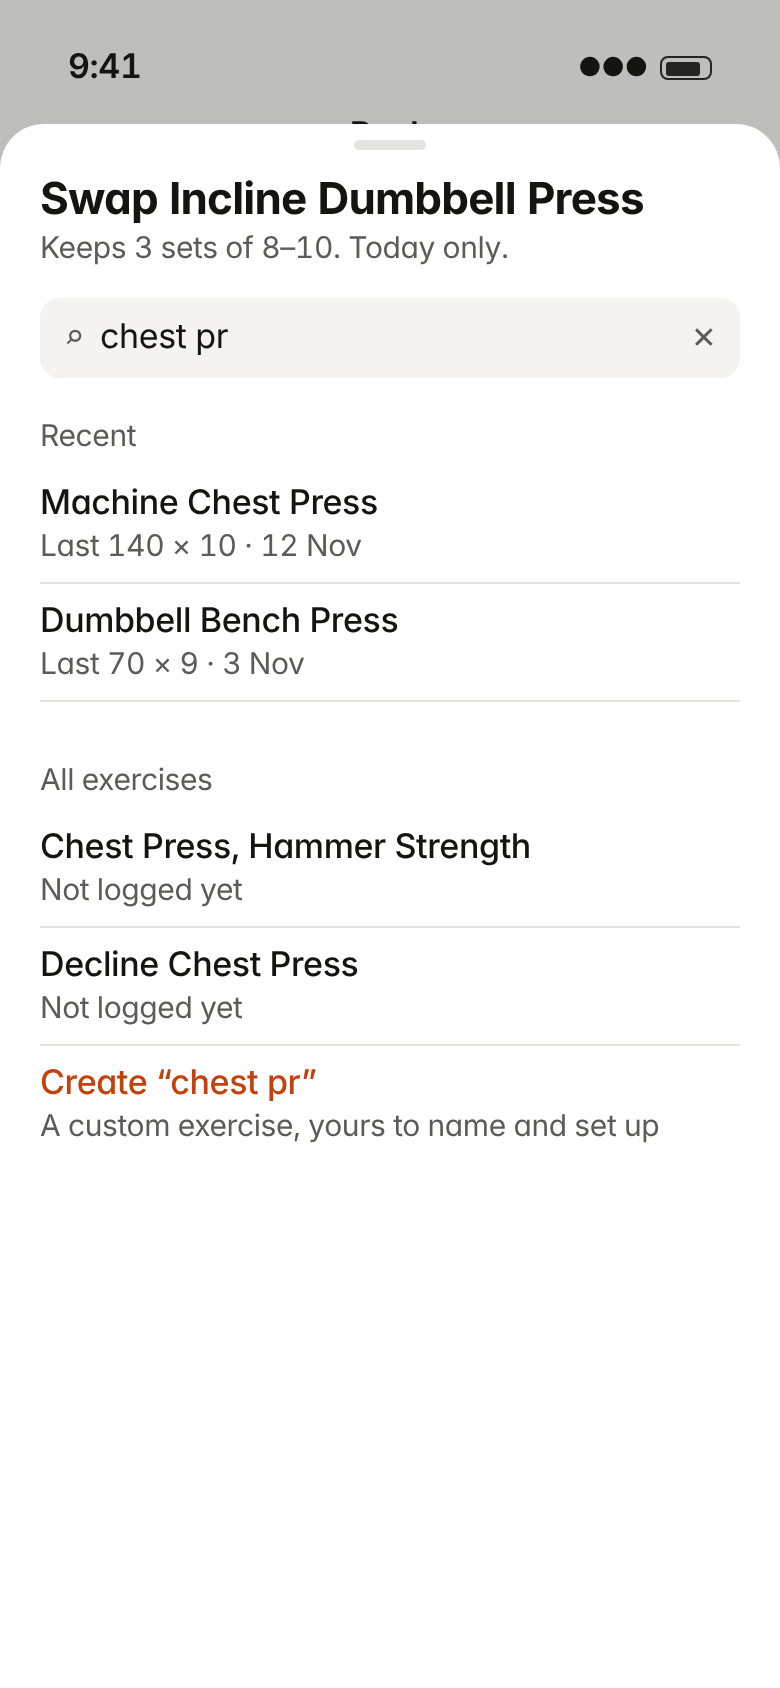 9:41
Swap Incline Dumbbell Press
Keeps 3 sets of 8–10. Today only.
chest pr
Recent
Machine Chest Press
Last 140 × 10 · 12 Nov
Dumbbell Bench Press
Last 70 × 9 · 3 Nov
All exercises
Chest Press, Hammer Strength
Not logged yet
Decline Chest Press
Not logged yet
Create “chest pr”
A custom exercise, yours to name and set up